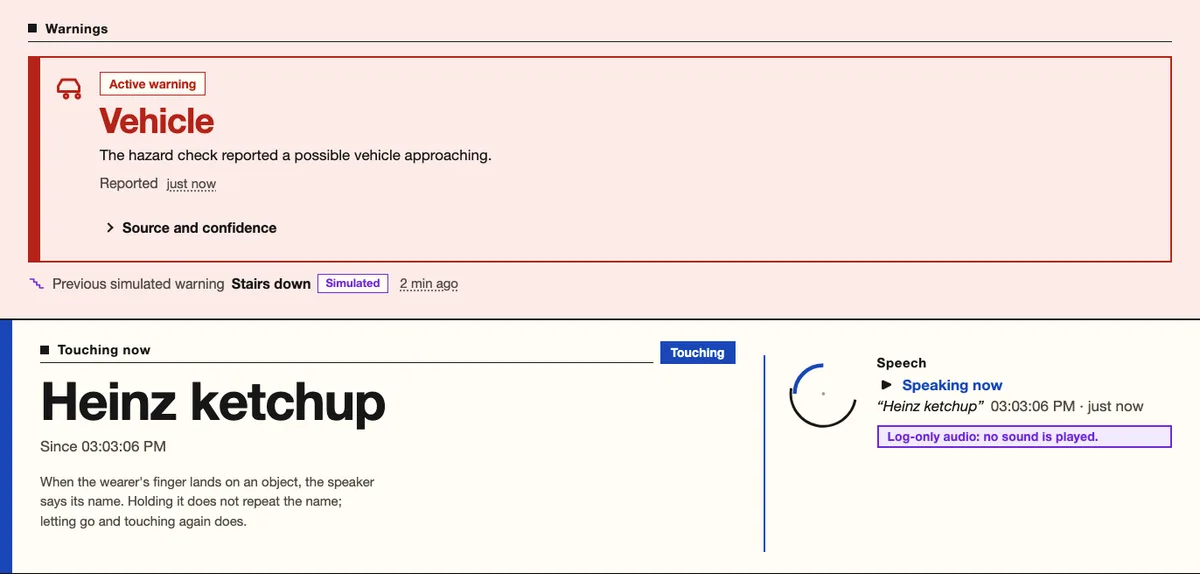 Warnings
Active warning
Vehicle
The hazard check reported a possible vehicle approaching.
Reported just now
Source and confidence
Previous simulated warning Stairs down Simulated 2 min ago
Touching now
Touching
Heinz ketchup
Since 03:03:06 PM
When the wearer's finger lands on an object, the speaker
says its name. Holding it does not repeat the name;
letting go and touching again does.
Speech
Speaking now
“Heinz ketchup” 03:03:06 PM · just now
Log-only audio: no sound is played.